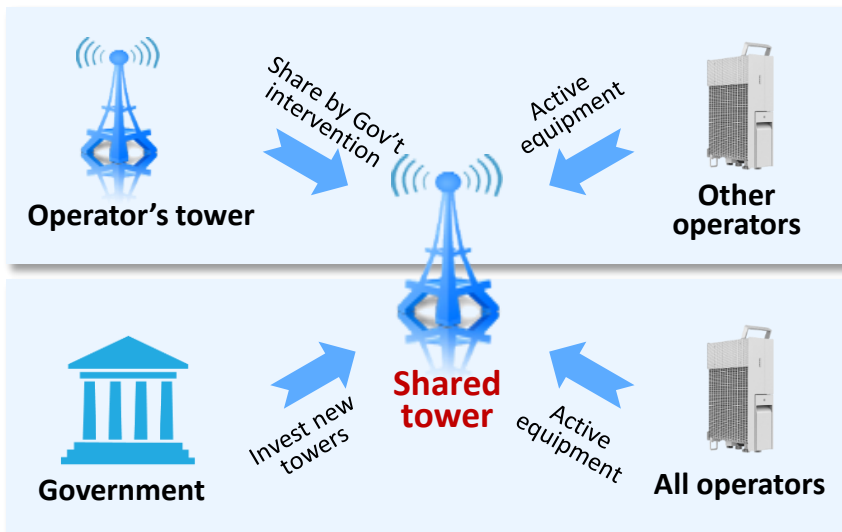 Share by Gov't
intervention
Active
equipment
Operator's tower
Other
operators
Shared
tower
Invest new
towers
Active
equipment
Government
All operators